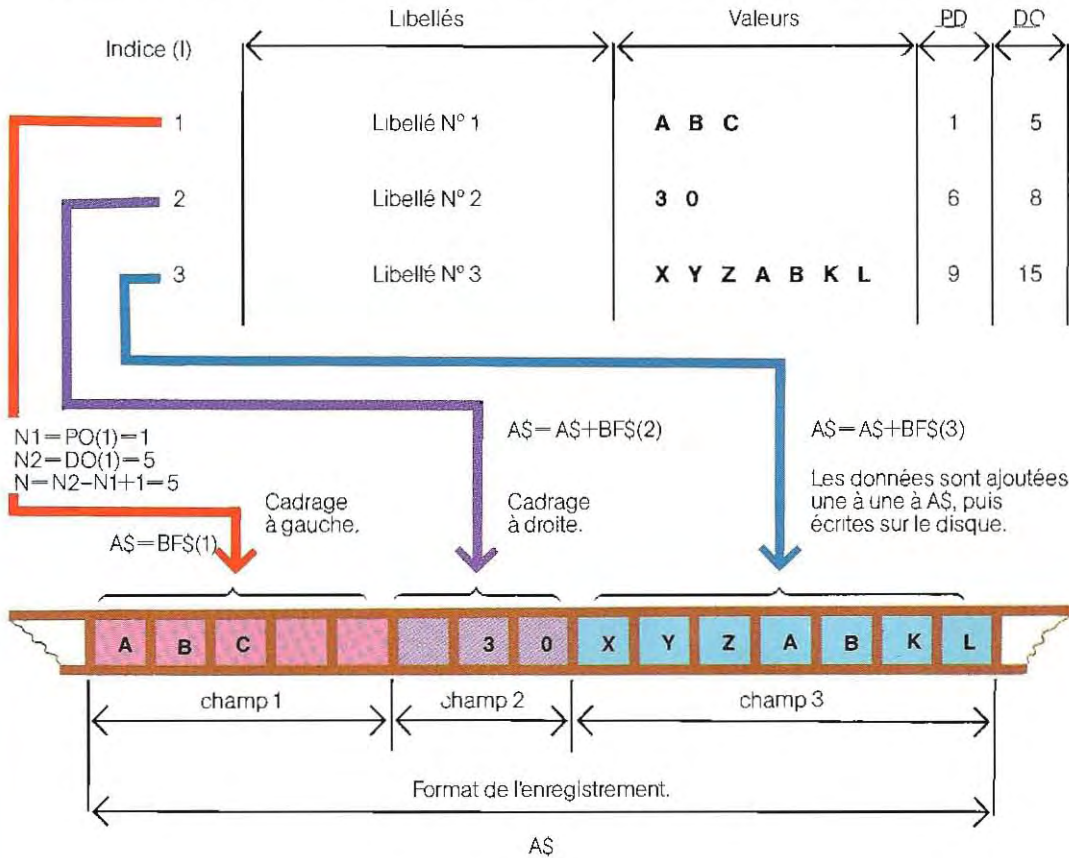 Libellés Valeurs PD DO
Indice (I)
1 Libellé N° 1 A B C 1 5
2 Libellé N° 2 3 0 6 8
3 Libellé N° 3 X Y Z A B K L 9 15
N1=PO(1)=1
N2=DO(1)=5
N=N2-N1+1=5
A$=BF$(1)
Cadrage
à gauche.
A$=A$+BF$(2)
Cadrage
à droite.
A$=A$+BF$(3)
Les données sont ajoutées
une à une à A$, puis
écrites sur le disque.
A B C 3 0 X Y Z A B K L
champ 1 champ 2 champ 3
Format de l'enregistrement.
A$